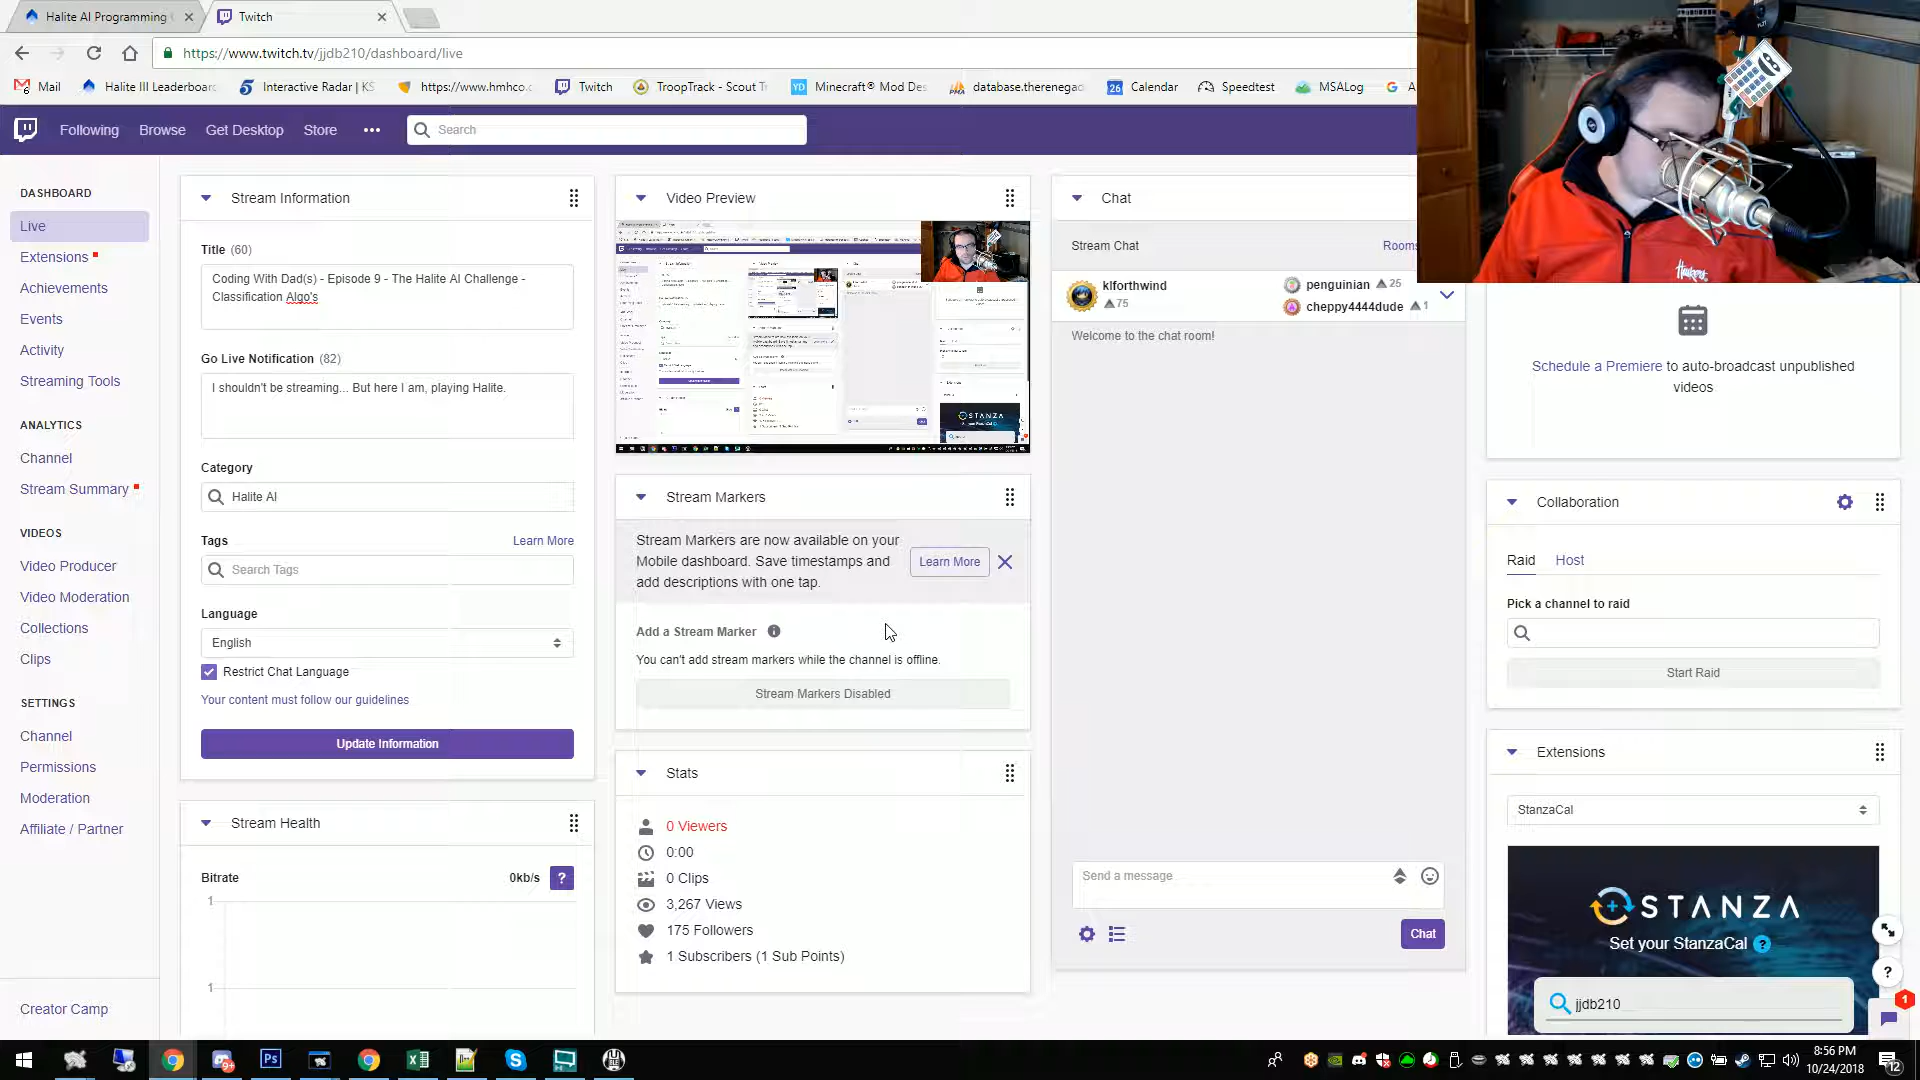 Halite AI Programming
Twitch
https://www.twitch.tv/jjdb210/dashboard/live
Mail
Halite III Leaderboar
Interactive Radar | KS
https://www.hmhco.c
Twitch
TroopTrack - Scout T
Minecraft® Mod Des
database.therenegad
Calendar
Speedtest
MSALog
Following
Browse
Get Desktop
Store
Search
DASHBOARD
Live
Extensions
Achievements
Events
Activity
Streaming Tools
ANALYTICS
Channel
Stream Summary
VIDEOS
Video Producer
Video Moderation
Collections
Clips
SETTINGS
Channel
Permissions
Moderation
Affiliate / Partner
Creator Camp
Stream Information
Title (60)
Coding With Dad(s) - Episode 9 - The Halite AI Challenge -
Classification Algo's
Go Live Notification (82)
I shouldn't be streaming... But here I am, playing Halite.
Category
Halite AI
Tags
Learn More
Search Tags
Language
English
Restrict Chat Language
Your content must follow our guidelines
Update Information
Stream Health
Bitrate
0kb/s
?
1
1
Video Preview
Stream Markers
Stream Markers are now available on your
Mobile dashboard. Save timestamps and
add descriptions with one tap.
Learn More
Add a Stream Marker
You can't add stream markers while the channel is offline.
Stream Markers Disabled
Stats
0 Viewers
0:00
0 Clips
3,267 Views
175 Followers
1 Subscribers (1 Sub Points)
Chat
Stream Chat
Rooms
klforthwind
75
penguinian 25
cheppy4444dude 1
Welcome to the chat room!
Send a message
Chat
Huskers
Schedule a Premiere to auto-broadcast unpublished
videos
Collaboration
Raid
Host
Pick a channel to raid
Start Raid
Extensions
StanzaCal
STANZA
Set your StanzaCal ?
jjdb210
?
1
8:56 PM
10/24/2018
12